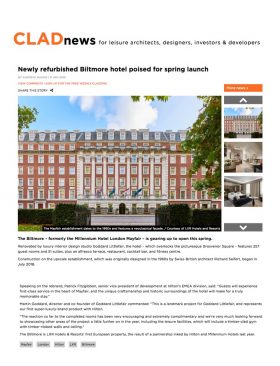 CLADnews for leisure architects, designers, investors & developers
Newly refurbished Biltmore hotel poised for spring launch
SHARE THIS STORY
More news
The Mayfair establishment dates to the 1960s and features a neoclassical façade / Courtesy of LXR Hotels and Resorts
The Biltmore - formerly the Millennium Hotel London Mayfair – is gearing up to open this spring.
Renovated by luxury interior design studio Goddard Littlefair, the hotel – which overlooks the picturesque Grosvenor Square – features 257
guest rooms and 51 suites, plus an alfresco terrace, restaurant, cocktail bar, and fitness centre.
Construction on the upscale establishment, which was originally designed in the 1960s by Swiss-British architect Richard Seifert, began in
July 2018.
Speaking on the rebrand, Patrick Fitzgibbon, senior vice president of development at Hilton's EMEA division, said: "Guests will experience
first-class service in the heart of Mayfair, and the unique craftsmanship and historic surroundings of the hotel will make for a truly
memorable stay."
Martin Goddard, director and co founder of Goddard Littlefair commented: "This is a landmark project for Goddard Littlefair, and represents
our first super-luxury brand product with Hilton.
"The reaction so far to the completed rooms has been very encouraging and extremely complimentary and we're very much looking forward
to showcasing other areas of the project a little further on in the year, including the leisure facilities, which will include a timber-clad gym
with timber-ribbed walls and ceiling."
The Biltmore is LXR Hotels & Resorts' first European property, the result of a partnership inked by Hilton and Millennium Hotels last year.
Mayfair London Hilton LXR Biltmore